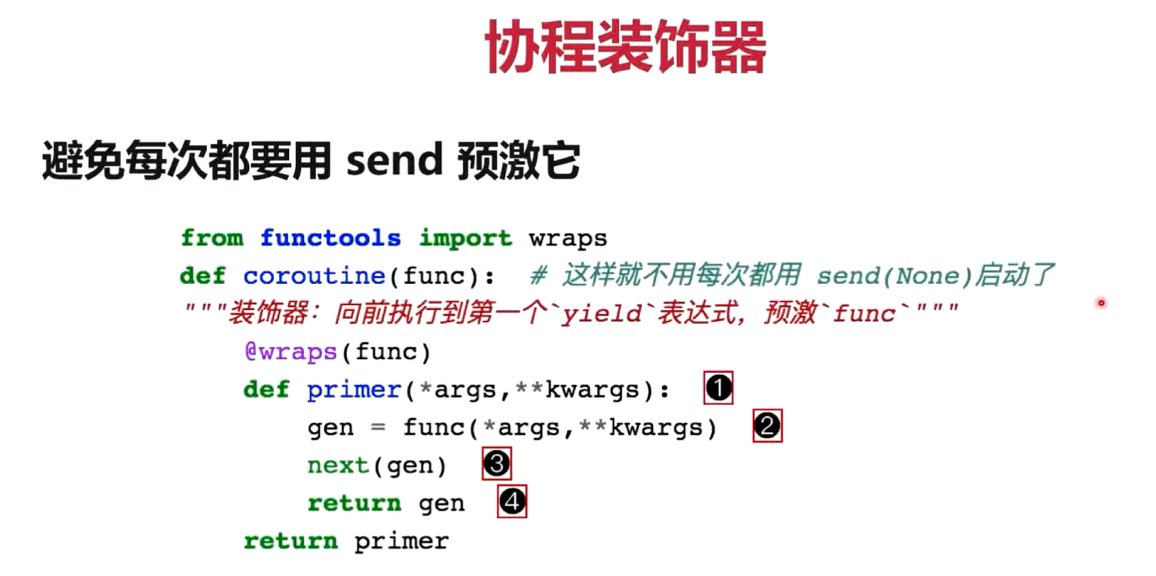 协程装饰器
避免每次都要用 send 预激它
from functools import wraps
def coroutine(func):  # 这样就不用每次都用 send(None)启动了
"""装饰器：向前执行到第一个`yield`表达式，预激`func`"""
    @wraps(func)
    def primer(*args,**kwargs):  ❶
        gen = func(*args,**kwargs)  ❷
        next(gen)  ❸
        return gen  ❹
    return primer